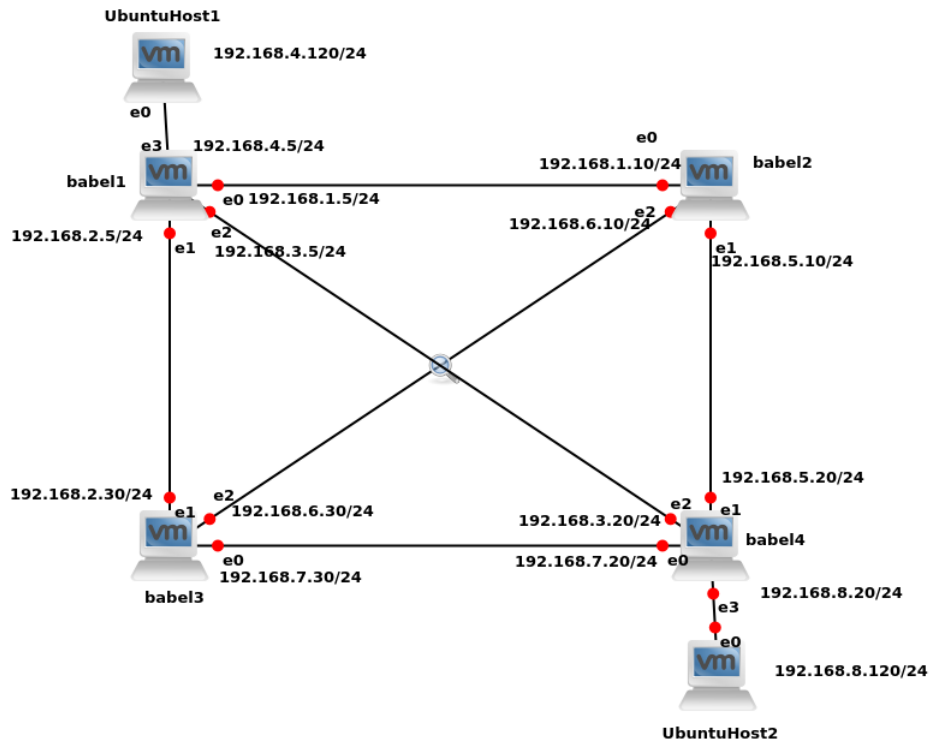 UbuntuHost1
vm
192.168.4.120/24
e0
e3
192.168.4.5/24
vm
babel1
e0
192.168.1.10/24
vm
babel2
e0
192.168.1.5/24
192.168.2.5/24
e1
e2
192.168.3.5/24
192.168.6.10/24
e2
e1
192.168.5.10/24
192.168.2.30/24
e1
e2
192.168.6.30/24
vm
e0
192.168.7.30/24
babel3
192.168.5.20/24
e2
e1
192.168.3.20/24
vm
babel4
192.168.7.20/24
e0
192.168.8.20/24
e3
e0
vm
192.168.8.120/24
UbuntuHost2